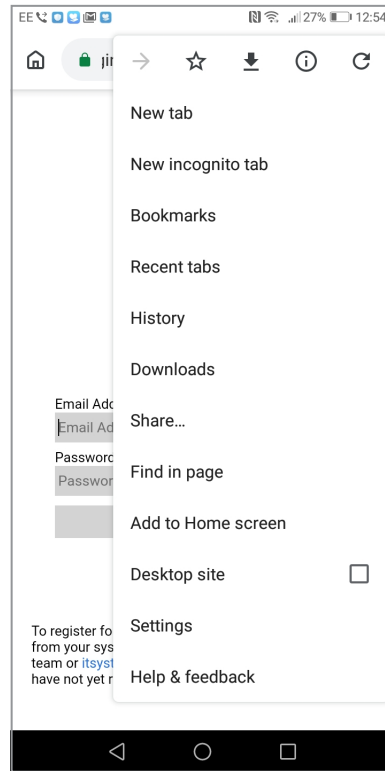 EE 27% 12:54
New tab
New incognito tab
Bookmarks
Recent tabs
History
Downloads
Email Add
Share...
Email Ad
Password
Find in page
Passwor
Add to Home screen
Desktop site
Settings
To register fo
from your sys
team or itsyst
have not yet r
Help & feedback